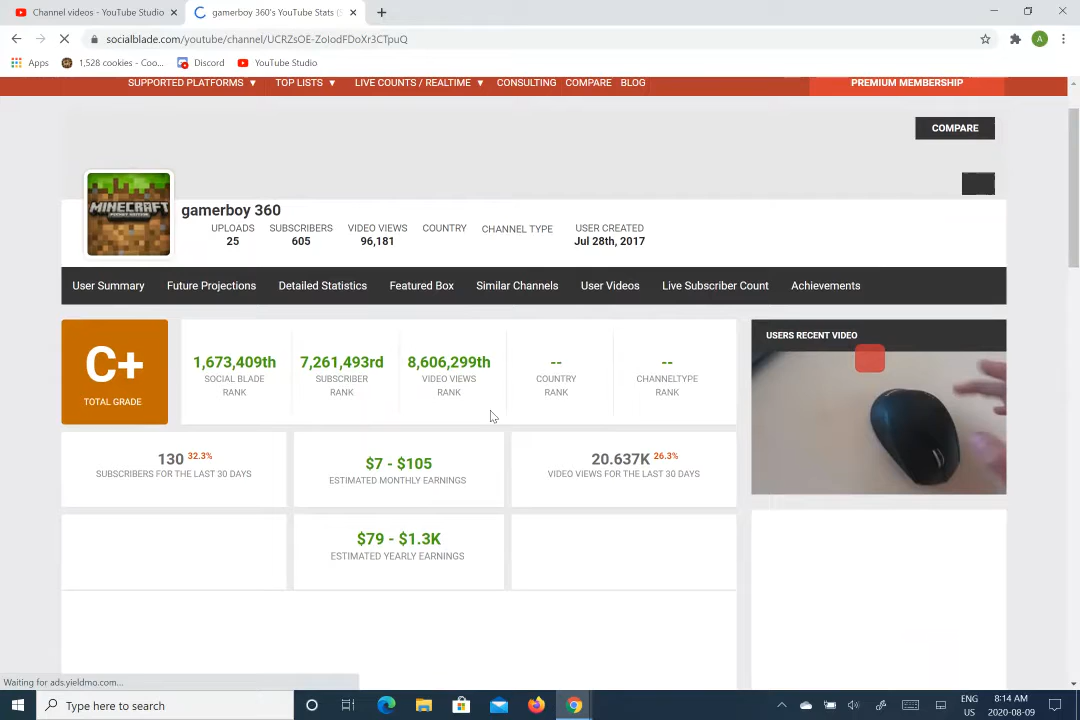 Channel videos - YouTube Studio
gamerboy 360's YouTube Stats (S
socialblade.com/youtube/channel/UCRZsOE-ZoIodFDoXr3CTpuQ
A
Apps
1,528 cookies - Coo...
Discord
YouTube Studio
SUPPORTED PLATFORMS
TOP LISTS
LIVE COUNTS / REALTIME
CONSULTING
COMPARE
BLOG
PREMIUM MEMBERSHIP
COMPARE
MINECRAFT
gamerboy 360
UPLOADS
25
SUBSCRIBERS
605
VIDEO VIEWS
96,181
COUNTRY
CHANNEL TYPE
USER CREATED
Jul 28th, 2017
User Summary
Future Projections
Detailed Statistics
Featured Box
Similar Channels
User Videos
Live Subscriber Count
Achievements
C+
TOTAL GRADE
1,673,409th
SOCIAL BLADE
RANK
7,261,493rd
SUBSCRIBER
RANK
8,606,299th
VIDEO VIEWS
RANK
--
COUNTRY
RANK
--
CHANNELTYPE
RANK
USERS RECENT VIDEO
130 32.3%
SUBSCRIBERS FOR THE LAST 30 DAYS
$7 - $105
ESTIMATED MONTHLY EARNINGS
20.637K 26.3%
VIDEO VIEWS FOR THE LAST 30 DAYS
$79 - $1.3K
ESTIMATED YEARLY EARNINGS
Waiting for ads.yieldmo.com...
Type here to search
ENG
US
8:14 AM
2020-08-09